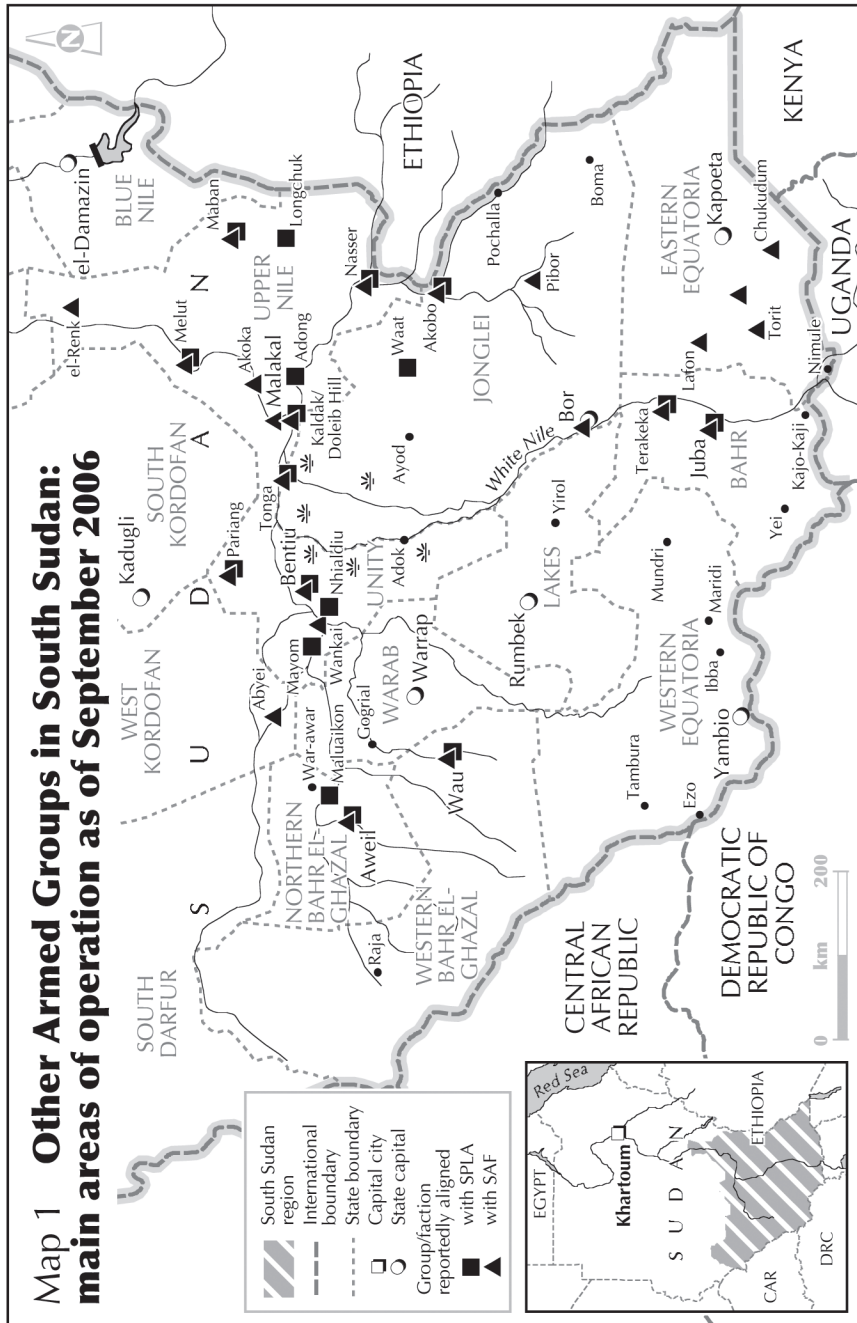 Map 1 Other Armed Groups in South Sudan:
main areas of operation as of September 2006
N
SOUTH
DARFUR
WEST
KORDOFAN
SOUTH
KORDOFAN
Kadugli
el-Renk
el-Damazin
BLUE
NILE
S U D A N
Abyei
Pariang
Melut
Maban
UPPER
NILE
Longchuk
Akoka
Malakal
Adong
Kaldak/
Doleib Hill
Tonga
Bentiu
Nhialdiu
Mayom
Wankai
War-awar
Maluaikon
NORTHERN
BAHR EL-
GHAZAL
Aweil
Gogrial
WARAB
Warrap
UNITY
Adok
Ayod
Waat
Nasser
Akobo
ETHIOPIA
JONGLEI
Pochalla
Pibor
Boma
Raja
WESTERN
BAHR EL-
GHAZAL
Wau
Rumbek
LAKES
Yirol
White Nile
Bor
CENTRAL
AFRICAN
REPUBLIC
Tambura
Ezo
WESTERN
EQUATORIA
Mundri
Maridi
Ibba
Yambio
Terakeka
Juba
BAHR
Yei
Kajo-Kaji
Nimule
Lafon
Torit
EASTERN
EQUATORIA
Kapoeta
Chukudum
DEMOCRATIC
REPUBLIC OF
CONGO
UGANDA
KENYA
0 km 200
South Sudan
region
International
boundary
State boundary
Capital city
State capital
Group/faction
reportedly aligned
with SPLA
with SAF
EGYPT
Red Sea
Khartoum
S U D A N
ETHIOPIA
CAR
DRC